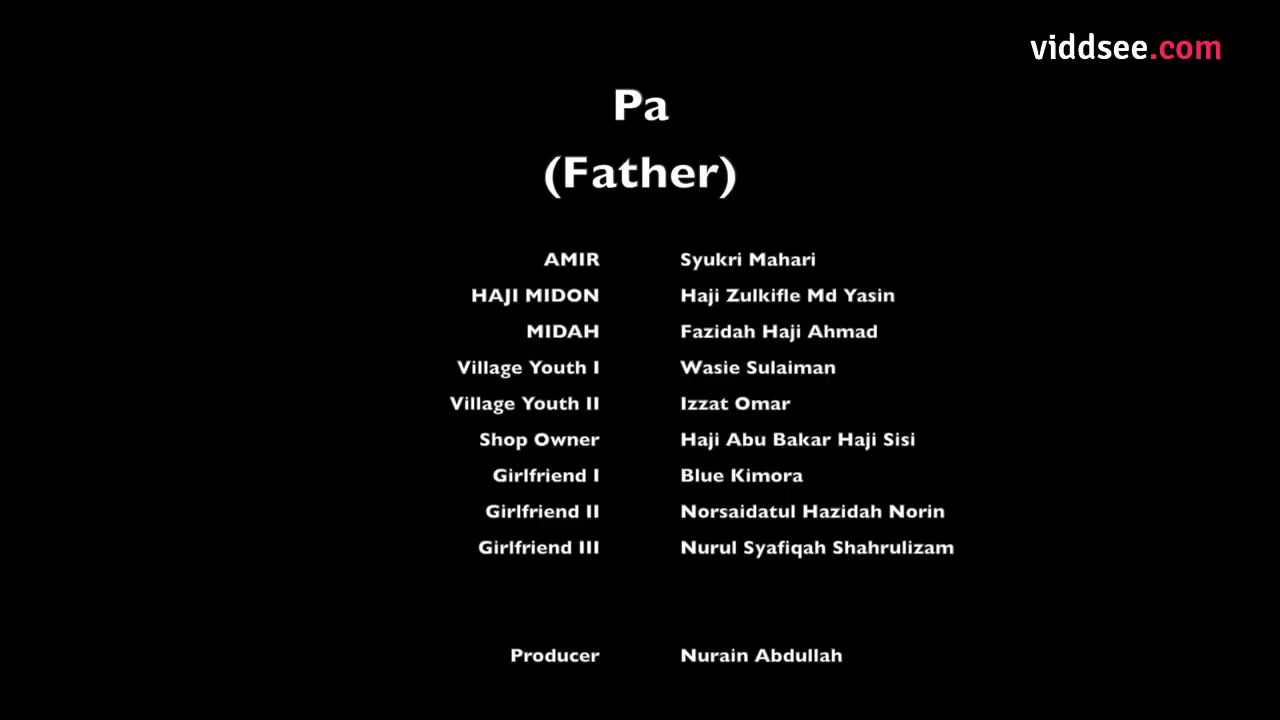 viddsee.com
Pa
(Father)
AMIR Syukri Mahari
HAJI MIDON Haji Zulkifle Md Yasin
MIDAH Fazidah Haji Ahmad
Village Youth I Wasie Sulaiman
Village Youth II Izzat Omar
Shop Owner Haji Abu Bakar Haji Sisi
Girlfriend I Blue Kimora
Girlfriend II Norsaidatul Hazidah Norin
Girlfriend III Nurul Syafiqah Shahrulizam
Producer Nurain Abdullah